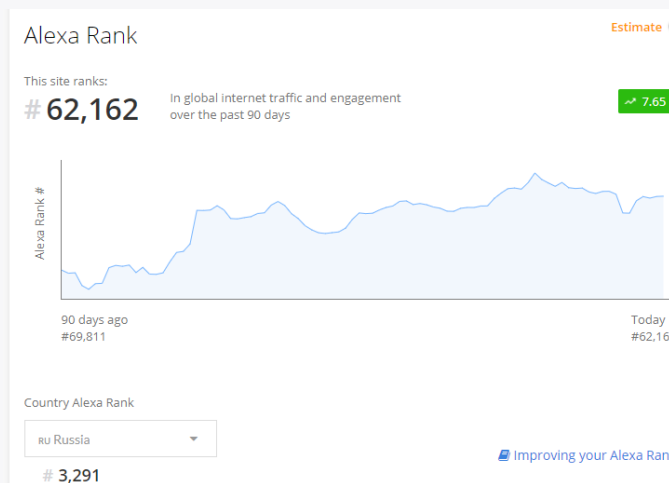 Alexa Rank
Estimate
This site ranks:
# 62,162
In global internet traffic and engagement
over the past 90 days
7.65
Alexa Rank #
90 days ago
#69,811
Today
#62,16
Country Alexa Rank
RU Russia
Improving your Alexa Ran
# 3,291